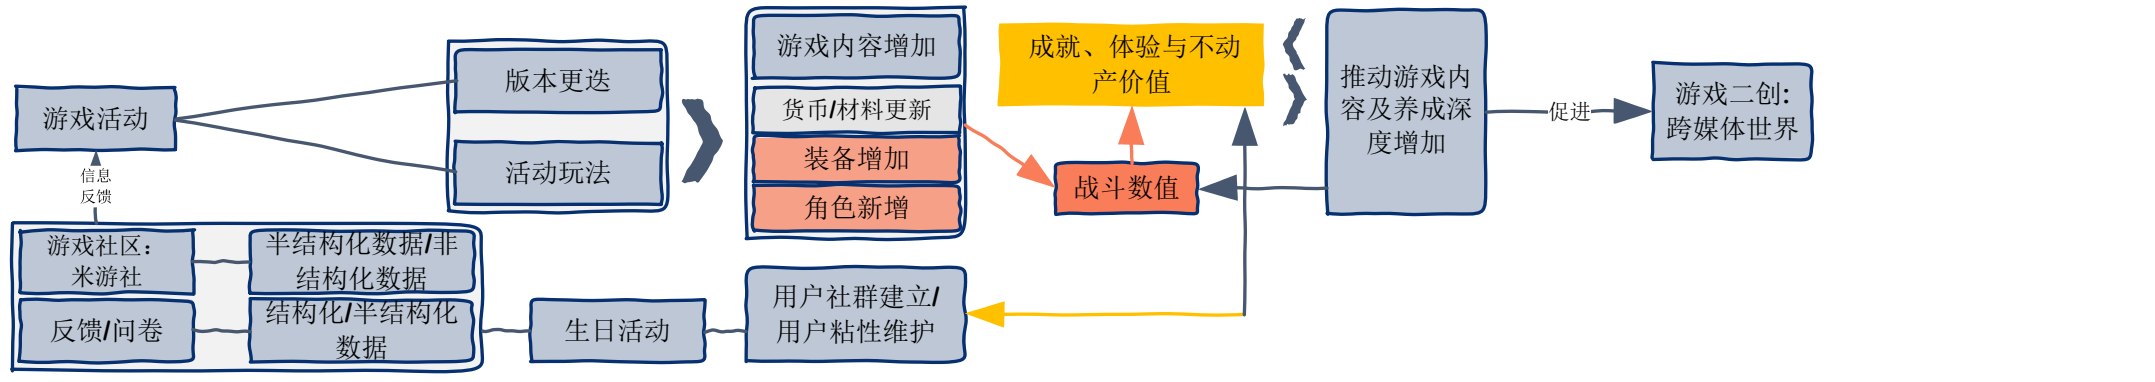 游戏活动
版本更迭
活动玩法
游戏内容增加
货币/材料更新
装备增加
角色新增
成就、体验与不动
产价值
战斗数值
推动游戏内
容及养成深
度增加
促进
游戏二创:
跨媒体世界
信息
反馈
游戏社区：
米游社
半结构化数据/非
结构化数据
反馈/问卷
结构化/半结构化
数据
生日活动
用户社群建立/
用户粘性维护